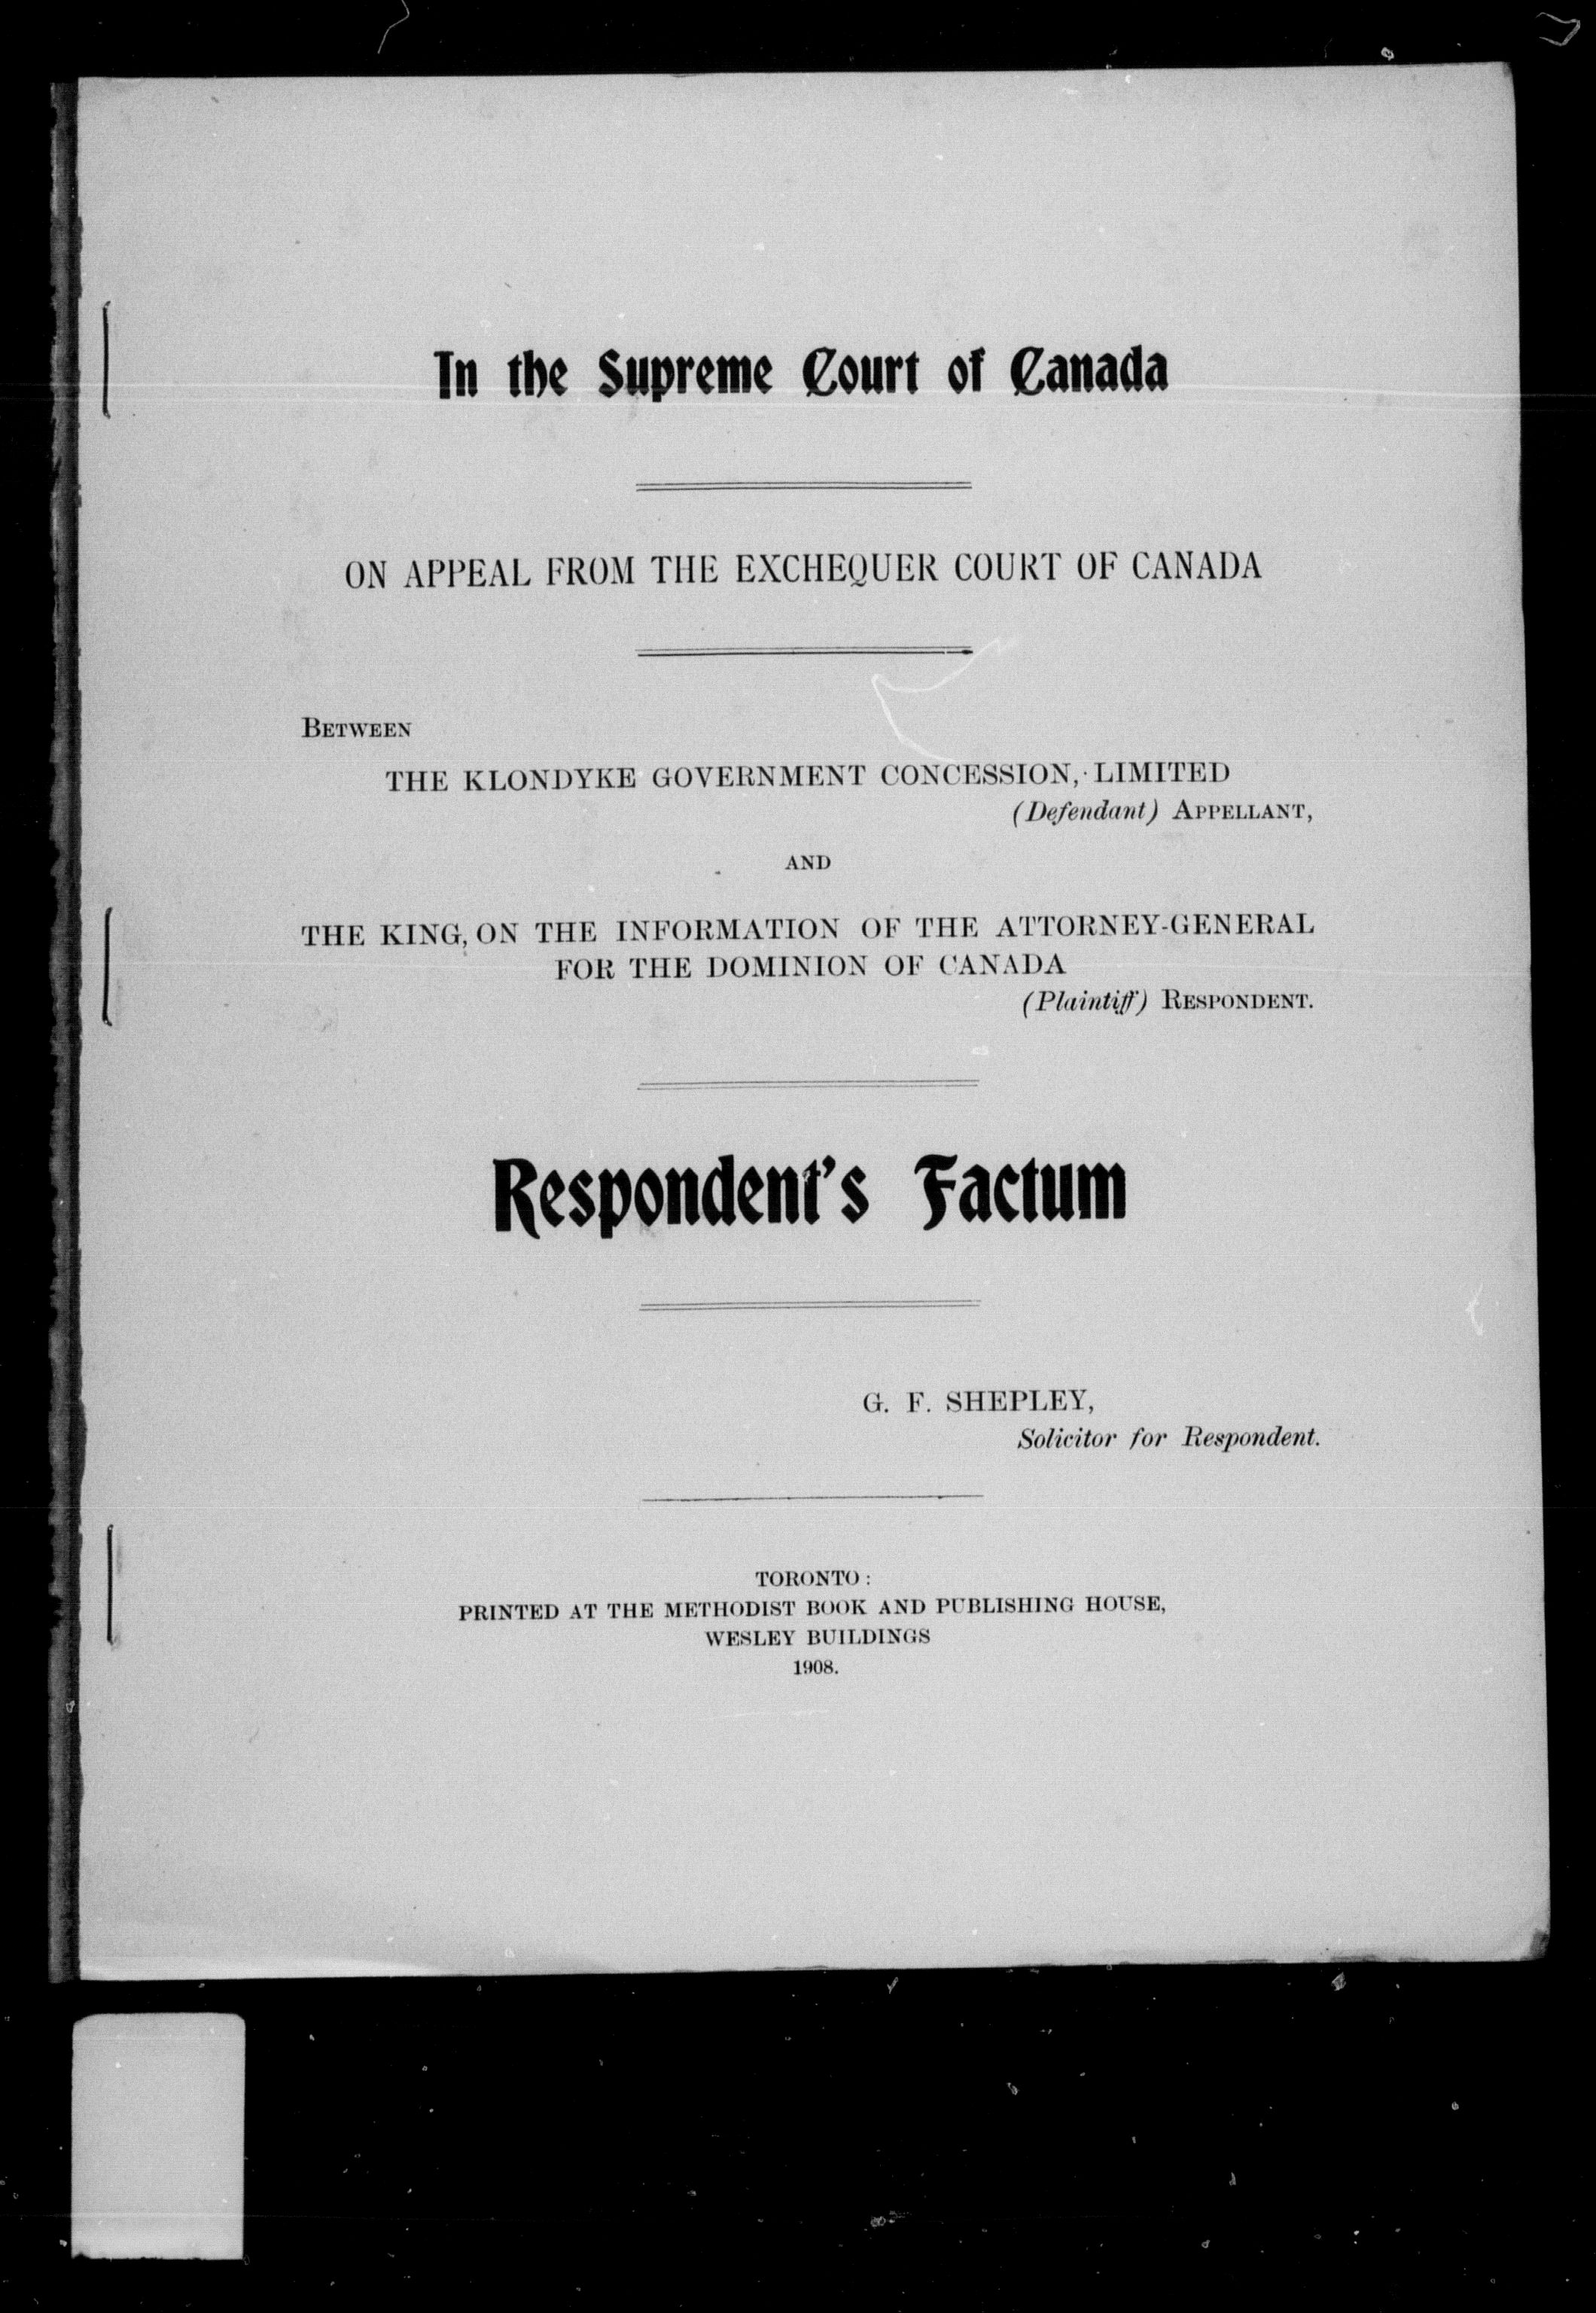 In the Supreme Court of Canada
ON APPEAL FROM THE EXCHEQUER COURT OF CANADA
BETWEEN
THE KLONDYKE GOVERNMENT CONCESSION, LIMITED
(Defendant) APPELLANT,
AND
THE KING, ON THE INFORMATION OF THE ATTORNEY-GENERAL
FOR THE DOMINION OF CANADA
(Plaintiff) RESPONDENT.
Respondent's Factum
G. F. SHEPLEY,
Solicitor for Respondent.
TORONTO:
PRINTED AT THE METHODIST BOOK AND PUBLISHING HOUSE,
WESLEY BUILDINGS
1908.